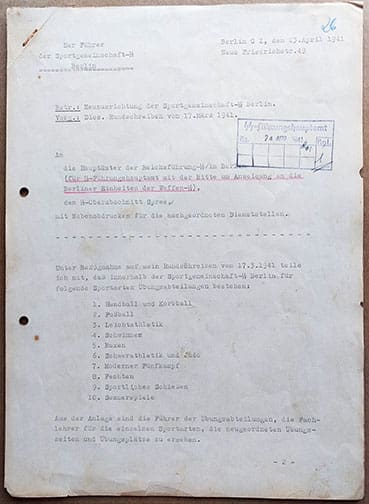 26
Der Führer
der Sportgemeinschaft-SS
Berlin
Berlin C 2, den 23.April 1941
Neue Friedrichstr.49
Betr.: Neuausrichtung der Sportgemeinschaft-SS Berlin.
Vorg.: Dies. Rundschreiben vom 17.März 1941.
SS-Führungshauptamt
24 APR 1941
An
die Hauptämter der Reichsführung-SS/im Ber
(für SS-Führungshauptamt mit der Bitte um Anweisung an die
Berliner Einheiten der Waffen-SS),
dem SS-Oberabschnitt Spree,
mit Nebenabdrucken für die nachgeordneten Dienststellen.
Unter Bezugnahme auf mein Rundschreiben vom 17.3.1941 teile
ich mit, daß innerhalb der Sportgemeinschaft-SS Berlin für
folgende Sportarten Übungsabteilungen bestehen:
1. Handball und Korbball
2. Fußball
3. Leichtathletik
4. Schwimmen
5. Boxen
6. Schwerathletik und Judo
7. Moderner Fünfkampf
8. Fechten
9. Sportliches Schießen
10. Sommerspiele
Aus der Anlage sind die Führer der Übungsabteilungen, die Fach-
lehrer für die einzelnen Sportarten, die neugeordneten Übungs-
zeiten und Übungsplätze zu ersehen.
- 2 -